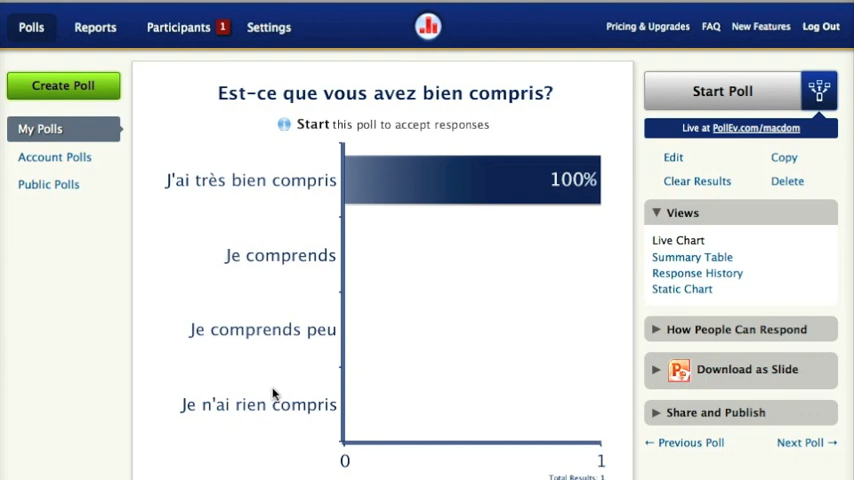 Polls
Reports
Participants 1
Settings
Pricing & Upgrades
FAQ
New Features
Log Out
Create Poll
My Polls
Account Polls
Public Polls
Est-ce que vous avez bien compris?
Start this poll to accept responses
J'ai très bien compris
100%
Je comprends
Je comprends peu
Je n'ai rien compris
0
1
Total Results: 1
Start Poll
Live at PollEv.com/macdom
Edit
Copy
Clear Results
Delete
Views
Live Chart
Summary Table
Response History
Static Chart
How People Can Respond
Download as Slide
Share and Publish
← Previous Poll
Next Poll →